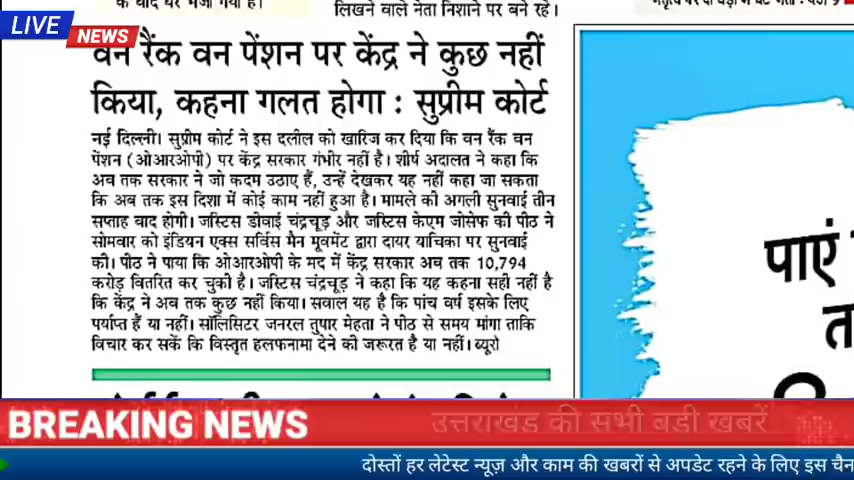 के बाद घर भेजा गया है।
लिखने वाले नेता निशाने पर बने रहे।
LIVE
NEWS
वन रैंक वन पेंशन पर केंद्र ने कुछ नहीं
किया, कहना गलत होगा : सुप्रीम कोर्ट
नई दिल्ली। सुप्रीम कोर्ट ने इस दलील को खारिज कर दिया कि वन रैंक वन
पेंशन (ओआरओपी) पर केंद्र सरकार गंभीर नहीं है। शीर्ष अदालत ने कहा कि
अब तक सरकार ने जो कदम उठाए हैं, उन्हें देखकर यह नहीं कहा जा सकता
कि अब तक इस दिशा में कोई काम नहीं हुआ है। मामले की अगली सुनवाई तीन
सप्ताह बाद होगी। जस्टिस डीवाई चंद्रचूड़ और जस्टिस केएम जोसेफ की पीठ ने
सोमवार को इंडियन एक्स सर्विस मैन मूवमेंट द्वारा दायर याचिका पर सुनवाई
की। पीठ ने पाया कि ओआरओपी के मद में केंद्र सरकार अब तक 10,794
करोड़ वितरित कर चुकी है। जस्टिस चंद्रचूड़ ने कहा कि यह कहना सही नहीं है
कि केंद्र ने अब तक कुछ नहीं किया। सवाल यह है कि पांच वर्ष इसके लिए
पर्याप्त हैं या नहीं। सॉलिसिटर जनरल तुषार मेहता ने पीठ से समय मांगा ताकि
विचार कर सकें कि विस्तृत हलफनामा देने की जरूरत है या नहीं। ब्यूरो
पाएं
BREAKING NEWS
उत्तराखंड की सभी बडी खबरें
दोस्तों हर लेटेस्ट न्यूज़ और काम की खबरों से अपडेट रहने के लिए इस चैन